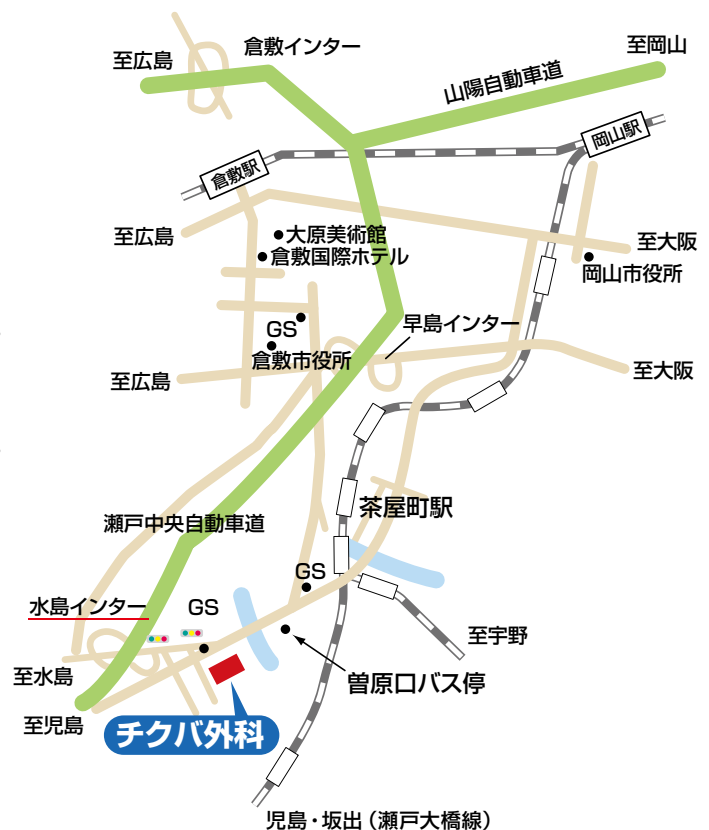 倉敷インター
至広島
至岡山
山陽自動車道
岡山駅
倉敷駅
至広島
大原美術館
倉敷国際ホテル
至大阪
岡山市役所
GS
早島インター
倉敷市役所
至広島
至大阪
茶屋町駅
瀬戸中央自動車道
GS
水島インター
GS
至宇野
至水島
曽原口バス停
至児島
チクバ外科
児島・坂出（瀬戸大橋線）